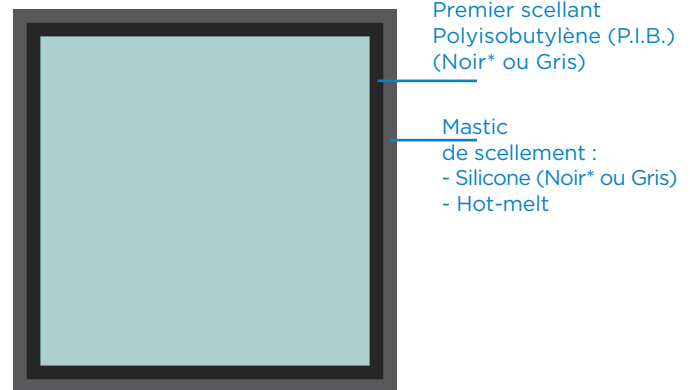 Premier scellant
Polyisobutylène (P.I.B.)
(Noir* ou Gris)
Mastic
de scellement :
- Silicone (Noir* ou Gris)
- Hot-melt